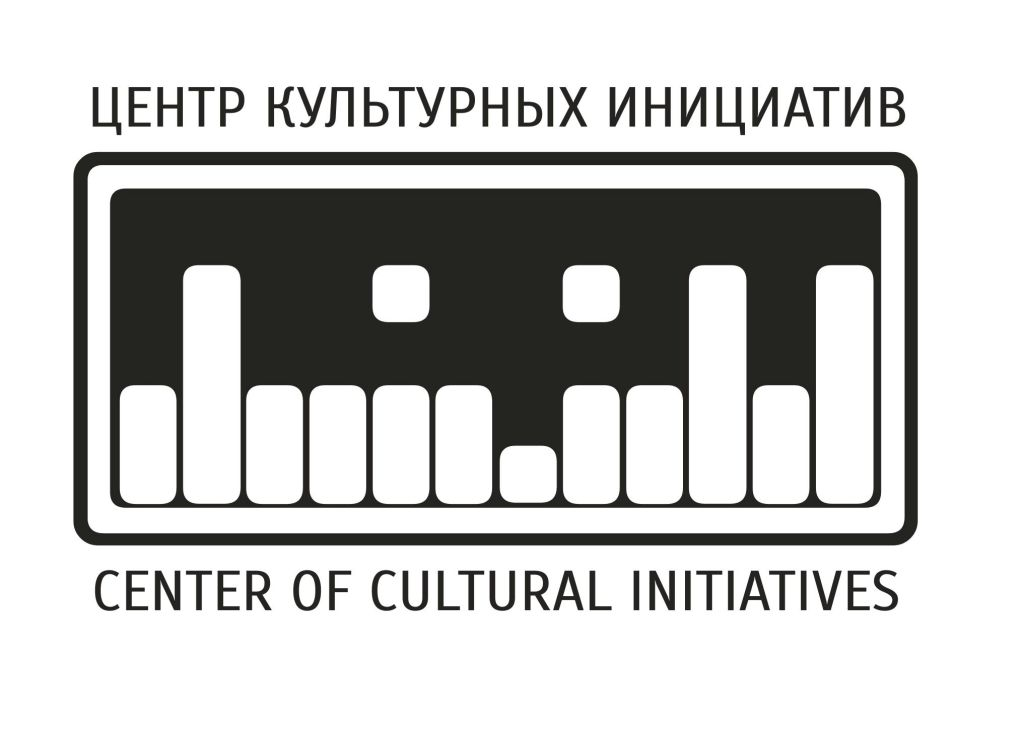 ЦЕНТР КУЛЬТУРНЫХ ИНИЦИАТИВ
CENTER OF CULTURAL INITIATIVES